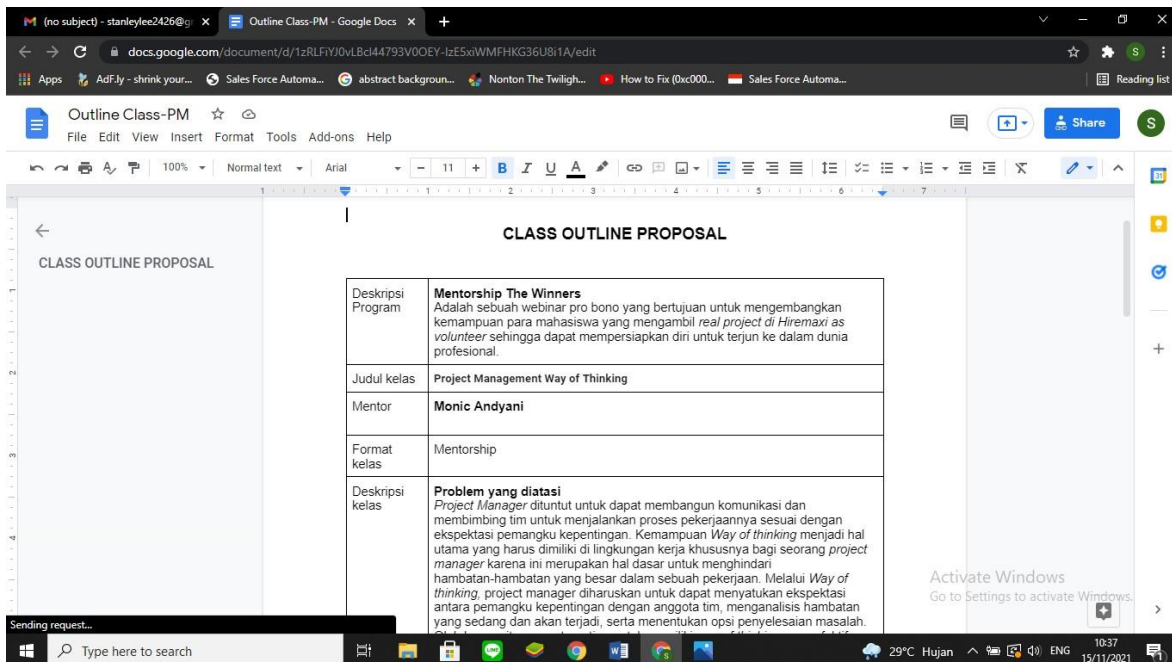 (no subject) - stanleylee2426@g
Outline Class-PM - Google Docs
docs.google.com/document/d/1zRLFiYJ0vLBcI44793V0OEY-IzE5xiWMFHKG36U8i1A/edit
Apps AdF.ly - shrink your... Sales Force Automa... abstract backgroun... Nonton The Twiligh... How to Fix (0xc000... Sales Force Automa... Reading list
Outline Class-PM
File Edit View Insert Format Tools Add-ons Help
Share
S
100% Normal text Arial 11
CLASS OUTLINE PROPOSAL
CLASS OUTLINE PROPOSAL
Deskripsi Program
Mentorship The Winners
Adalah sebuah webinar pro bono yang bertujuan untuk mengembangkan
kemampuan para mahasiswa yang mengambil real project di Hiremaxi as
volunteer sehingga dapat mempersiapkan diri untuk terjun ke dalam dunia
profesional.
Judul kelas
Project Management Way of Thinking
Mentor
Monic Andyani
Format kelas
Mentorship
Deskripsi kelas
Problem yang diatasi
Project Manager dituntut untuk dapat membangun komunikasi dan
membimbing tim untuk menjalankan proses pekerjaannya sesuai dengan
ekspektasi pemangku kepentingan. Kemampuan Way of thinking menjadi hal
utama yang harus dimiliki di lingkungan kerja khususnya bagi seorang project
manager karena ini merupakan hal dasar untuk menghindari
hambatan-hambatan yang besar dalam sebuah pekerjaan. Melalui Way of
thinking, project manager diharuskan untuk dapat menyatukan ekspektasi
antara pemangku kepentingan dengan anggota tim, menganalisis hambatan
yang sedang dan akan terjadi, serta menentukan opsi penyelesaian masalah.
Activate Windows
Go to Settings to activate Windows.
Sending request...
Type here to search
29°C Hujan
ENG
10:37
15/11/2021